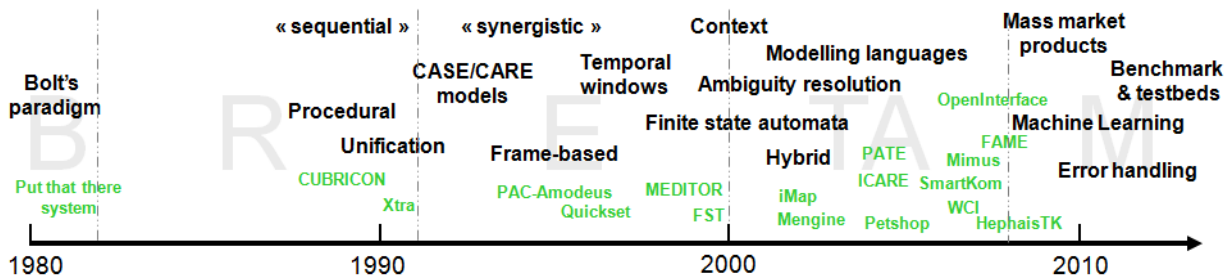 « sequential »
« synergistic »
Context
Mass market
products
Modelling languages
Bolt's
paradigm
CASE/CARE
models
Temporal
windows
Ambiguity resolution
Benchmark
& testbeds
Procedural
OpenInterface
B R E TA M
Finite state automata
Machine Learning
Unification
Frame-based
Hybrid
PATE
FAME
Mimus
Error handling
Put that there
system
CUBRICON
Xtra
PAC-Amodeus
Quickset
MEDITOR
FST
iMap
Mengine
ICARE
Petshop
SmartKom
WCI
HephaisTK
1980
1990
2000
2010